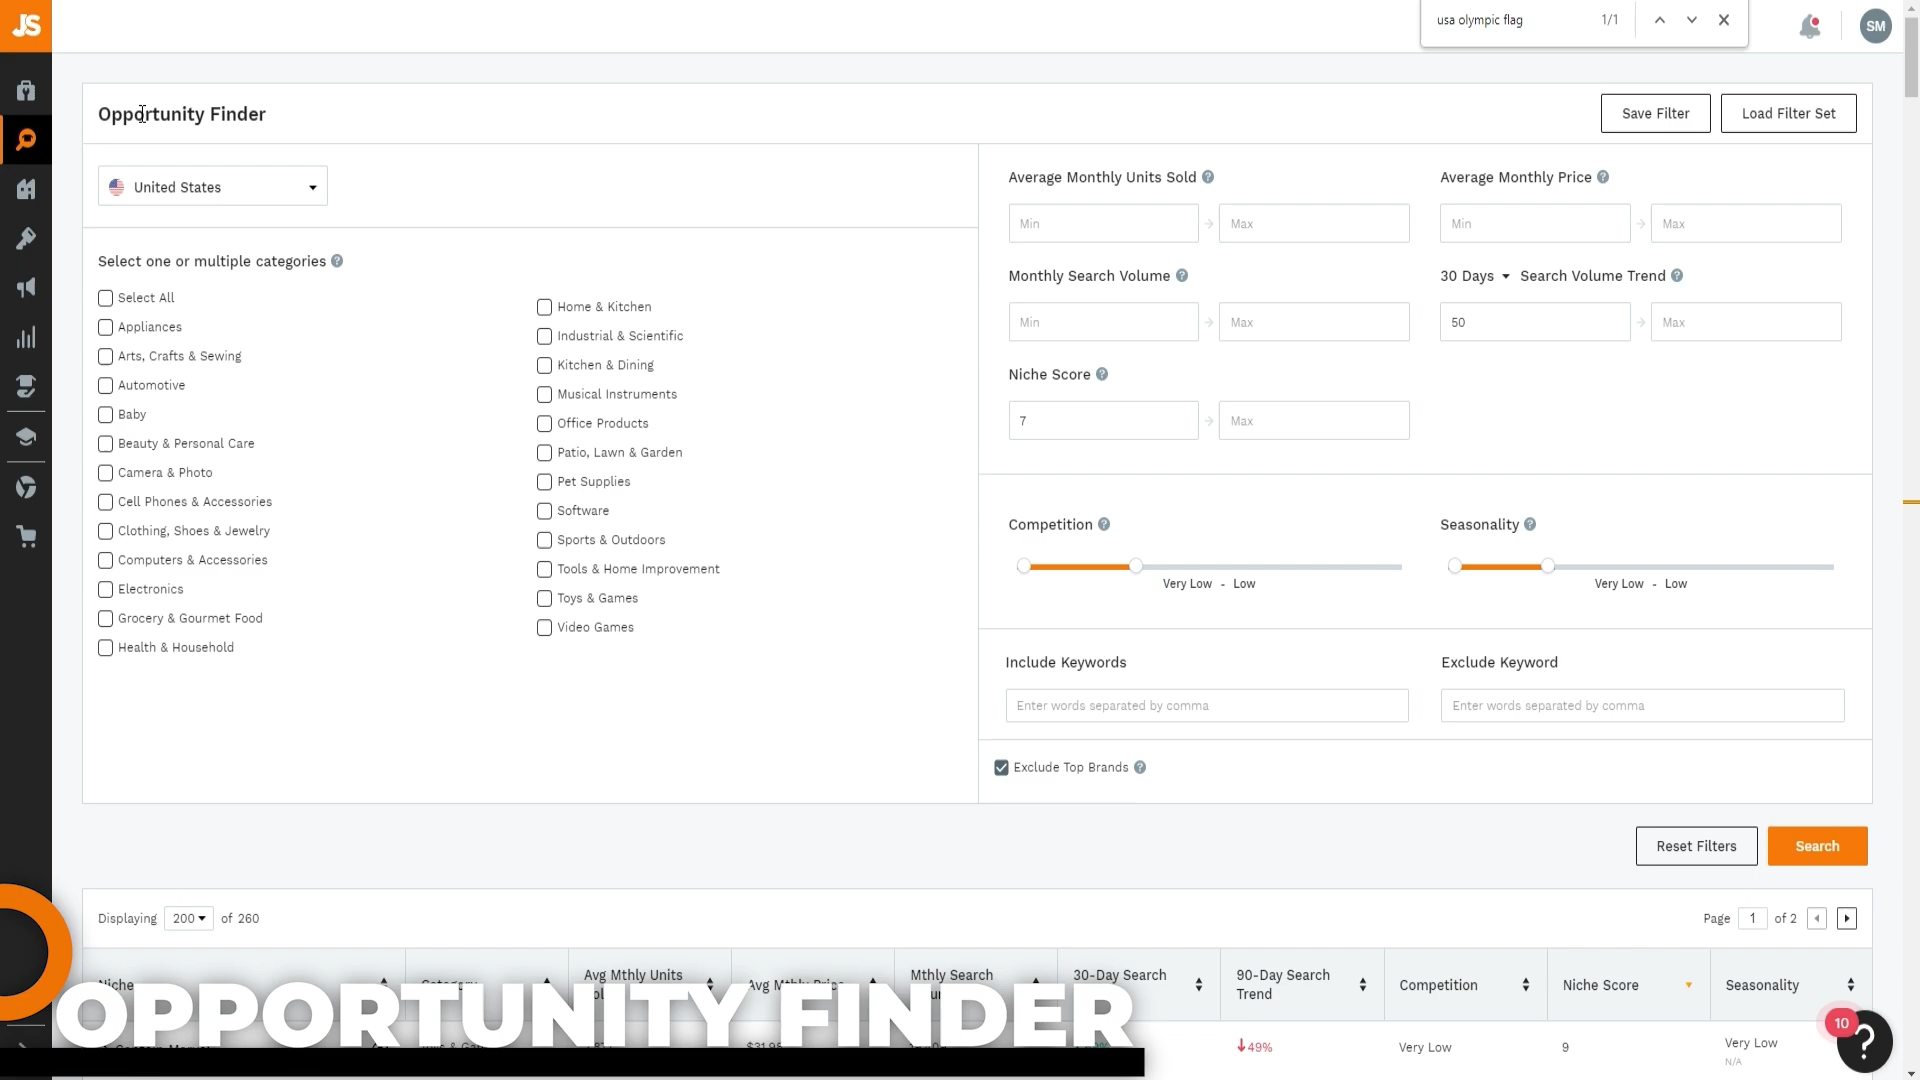 JS
usa olympic flag 1/1
SM
Opportunity Finder
Save Filter
Load Filter Set
United States
Select one or multiple categories
Select All
Appliances
Arts, Crafts & Sewing
Automotive
Baby
Beauty & Personal Care
Camera & Photo
Cell Phones & Accessories
Clothing, Shoes & Jewelry
Computers & Accessories
Electronics
Grocery & Gourmet Food
Health & Household
Home & Kitchen
Industrial & Scientific
Kitchen & Dining
Musical Instruments
Office Products
Patio, Lawn & Garden
Pet Supplies
Software
Sports & Outdoors
Tools & Home Improvement
Toys & Games
Video Games
Average Monthly Units Sold
Min
Max
Average Monthly Price
Min
Max
Monthly Search Volume
Min
Max
30 Days Search Volume Trend
50
Max
Niche Score
7
Max
Competition
Very Low - Low
Seasonality
Very Low - Low
Include Keywords
Enter words separated by comma
Exclude Keyword
Enter words separated by comma
Exclude Top Brands
Reset Filters
Search
Displaying 200 of 260
Page 1 of 2
Niche
Avg Mthly Units
Mthly Search
30-Day Search
90-Day Search
Trend
Competition
Niche Score
Seasonality
OPPORTUNITY FINDER
49%
Very Low
9
Very Low
N/A
10
?